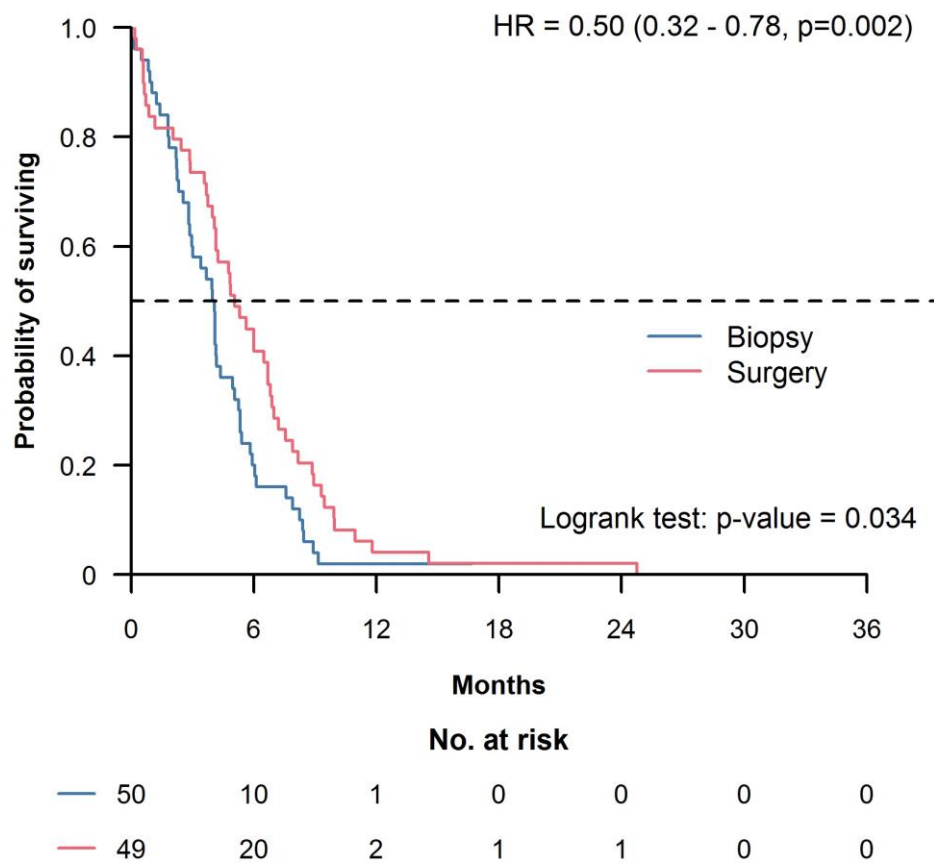 HR = 0.50 (0.32 - 0.78, p=0.002)
1.0
0.8
0.6
0.4
0.2
0
Probability of surviving
Biopsy
Surgery
Logrank test: p-value = 0.034
0 6 12 18 24 30 36
Months
No. at risk
50 10 1 0 0 0 0
49 20 2 1 1 0 0